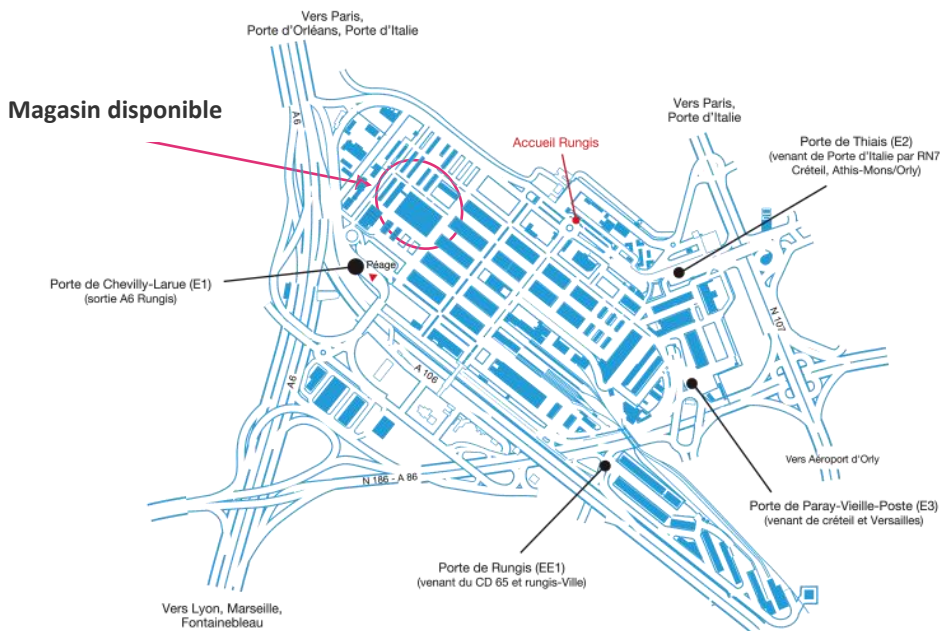 Vers Paris,
Porte d'Orléans, Porte d'Italie
Magasin disponible
A6
Accueil Rungis
Vers Paris,
Porte d'Italie
Porte de Thiais (E2)
(venant de Porte d'Italie par RN7
Créteil, Athis-Mons/Orly)
Péage
Porte de Chevilly-Larue (E1)
(sortie A6 Rungis)
N 107
A 106
A6
Vers Aéroport d'Orly
N 186 - A 86
Porte de Paray-Vieille-Poste (E3)
(venant de créteil et Versailles)
Porte de Rungis (EE1)
(venant du CD 65 et rungis-Ville)
Vers Lyon, Marseille,
Fontainebleau